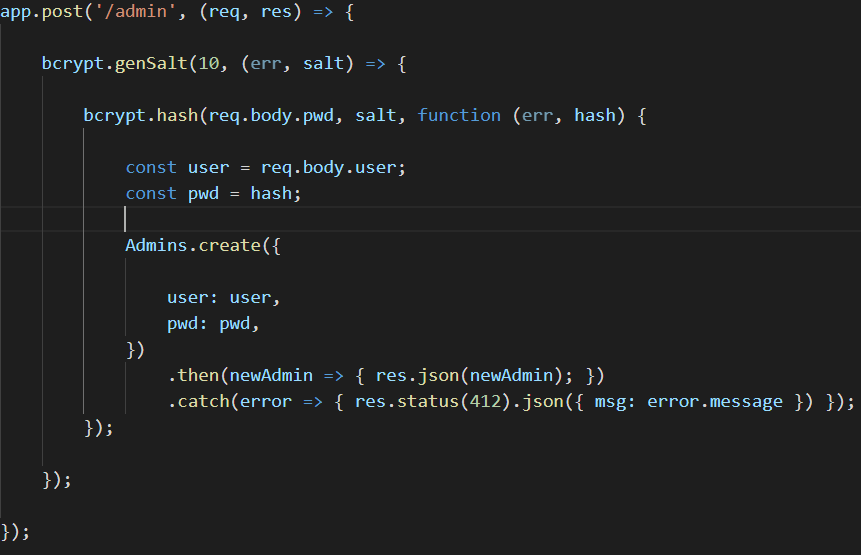 app.post('/admin', (req, res) => {
bcrypt.genSalt(10, (err, salt) => {
bcrypt.hash(req.body.pwd, salt, function (err, hash) {
const user = req.body.user;
const pwd = hash;
Admins.create({
user: user,
pwd: pwd,
})
.then(newAdmin => { res.json(newAdmin); })
.catch(error => { res.status(412).json({ msg: error.message }) });
});
});
});